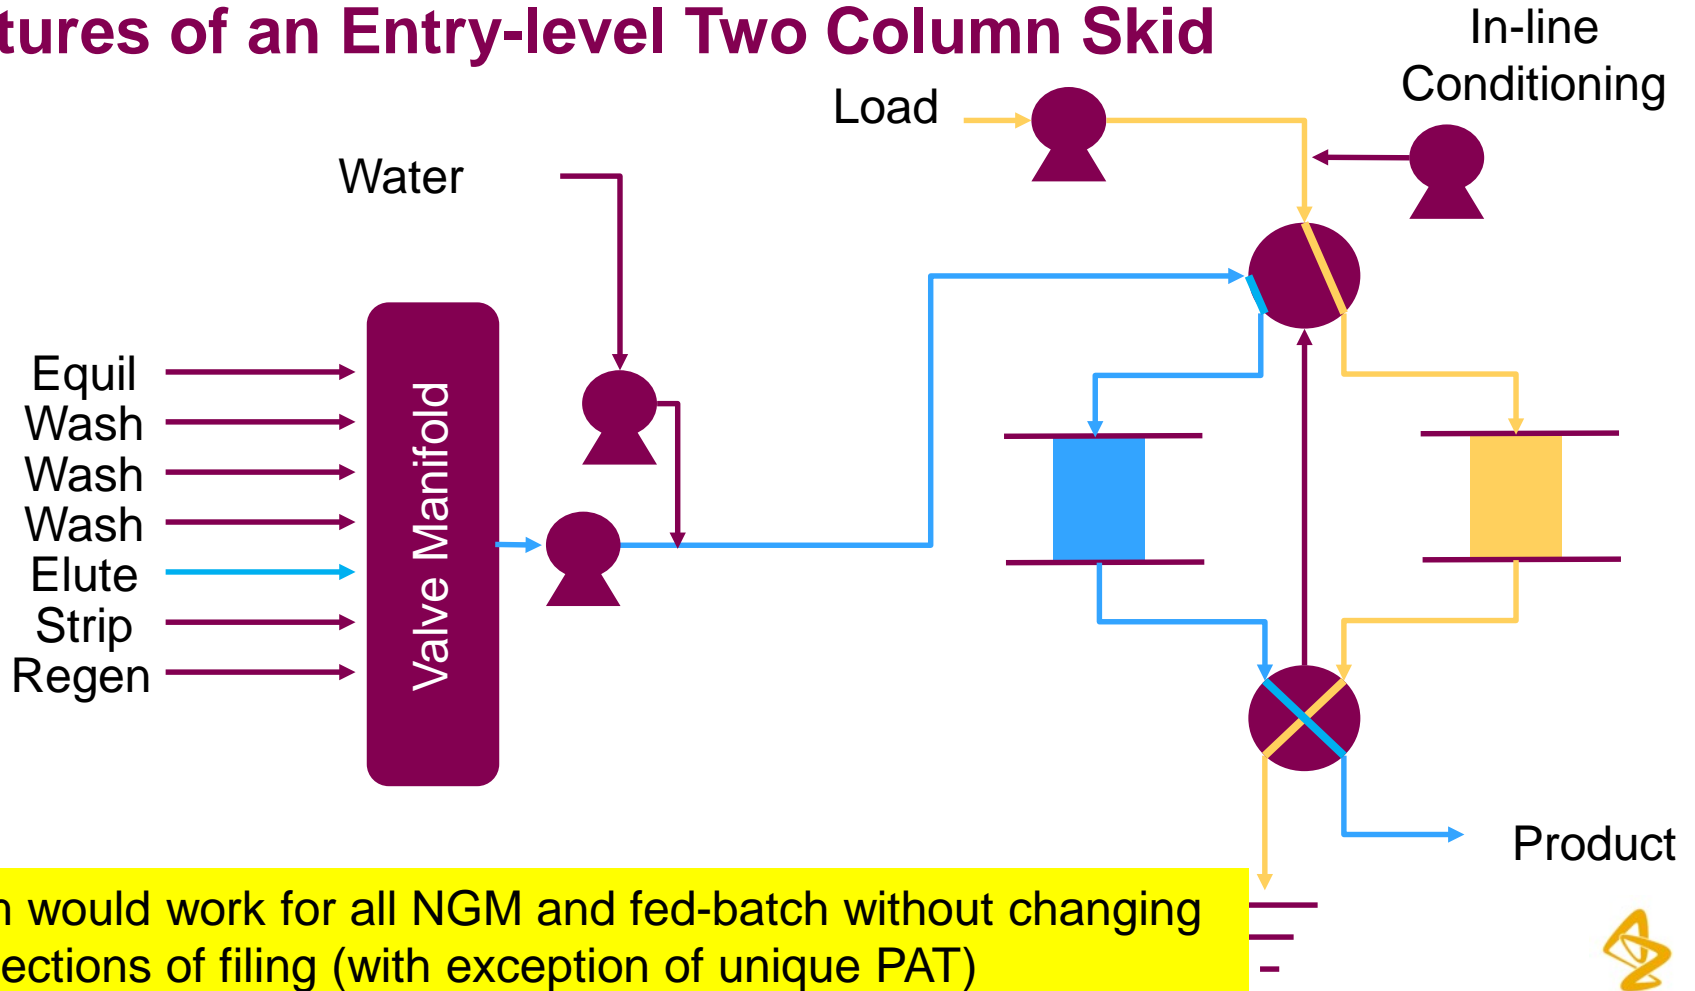 tures of an Entry-level Two Column Skid
In-line
Conditioning
Load
Water
Equil
Wash
Wash
Wash
Elute
Strip
Regen
Valve Manifold
Product
would work for all NGM and fed-batch without changing
ections of filing (with exception of unique PAT)